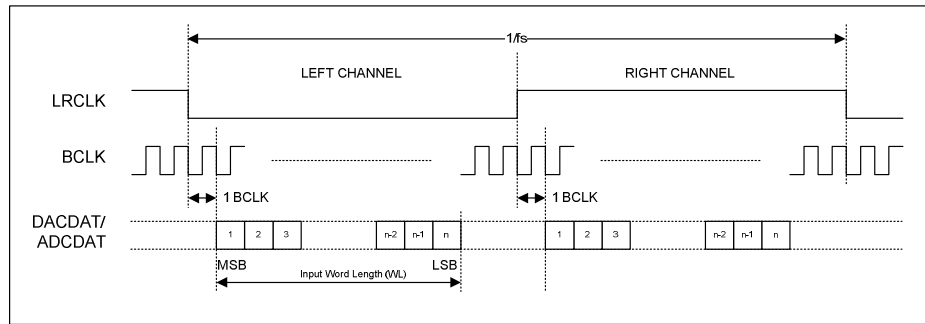 1/fs
LEFT CHANNEL
RIGHT CHANNEL
LRCLK
BCLK
1 BCLK
1 BCLK
DACDAT/
ADCDAT
1 2 3 n-2 n-1 n
1 2 3 n-2 n-1 n
MSB
LSB
Input Word Length (WL)